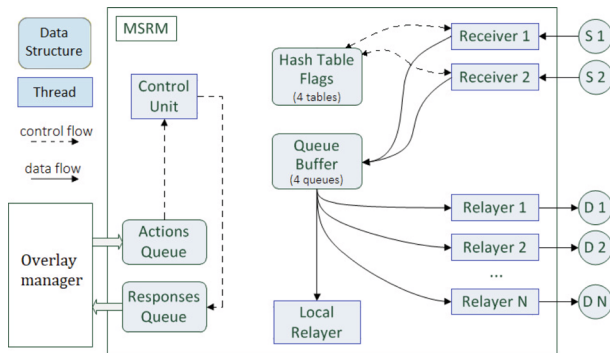 Data
Structure
Thread
control flow
data flow
Overlay
manager
MSRM
Control
Unit
Actions
Queue
Responses
Queue
Hash Table
Flags
(4 tables)
Queue
Buffer
(4 queues)
Local
Relayer
Receiver 1
Receiver 2
Relayer 1
Relayer 2
...
Relayer N
S 1
S 2
D 1
D 2
D N